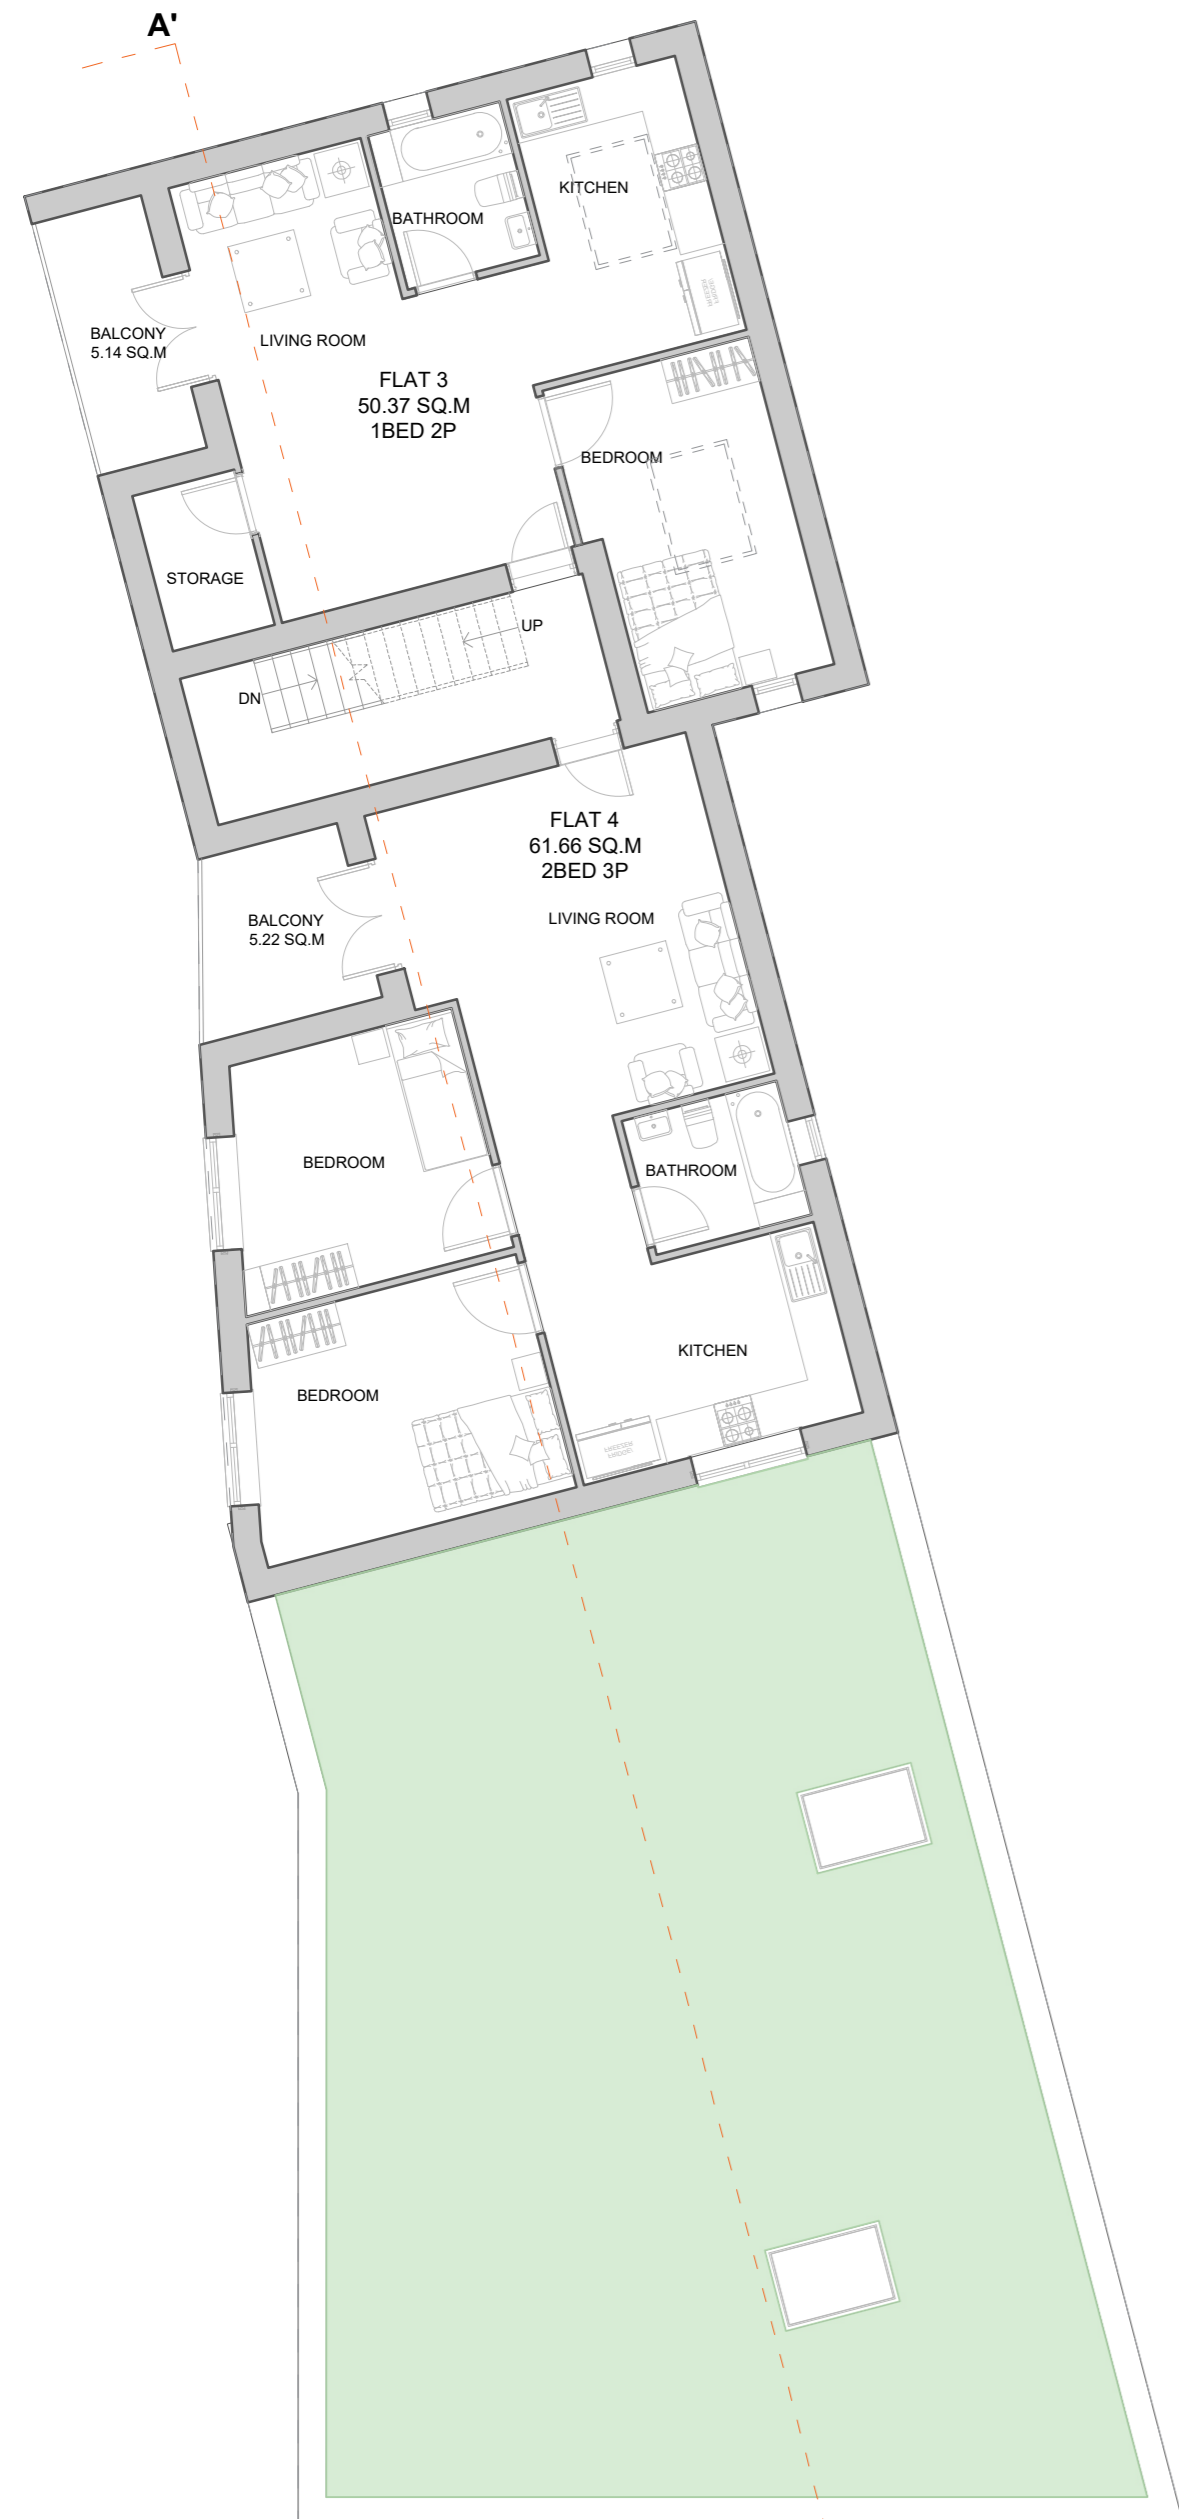 A'
KITCHEN
BATHROOM
BALCONY
5.14 SQ.M
LIVING ROOM
FLAT 3
50.37 SQ.M
1BED 2P
BEDROOM
STORAGE
UP
DN
FLAT 4
61.66 SQ.M
2BED 3P
BALCONY
5.22 SQ.M
LIVING ROOM
BEDROOM
BATHROOM
KITCHEN
BEDROOM